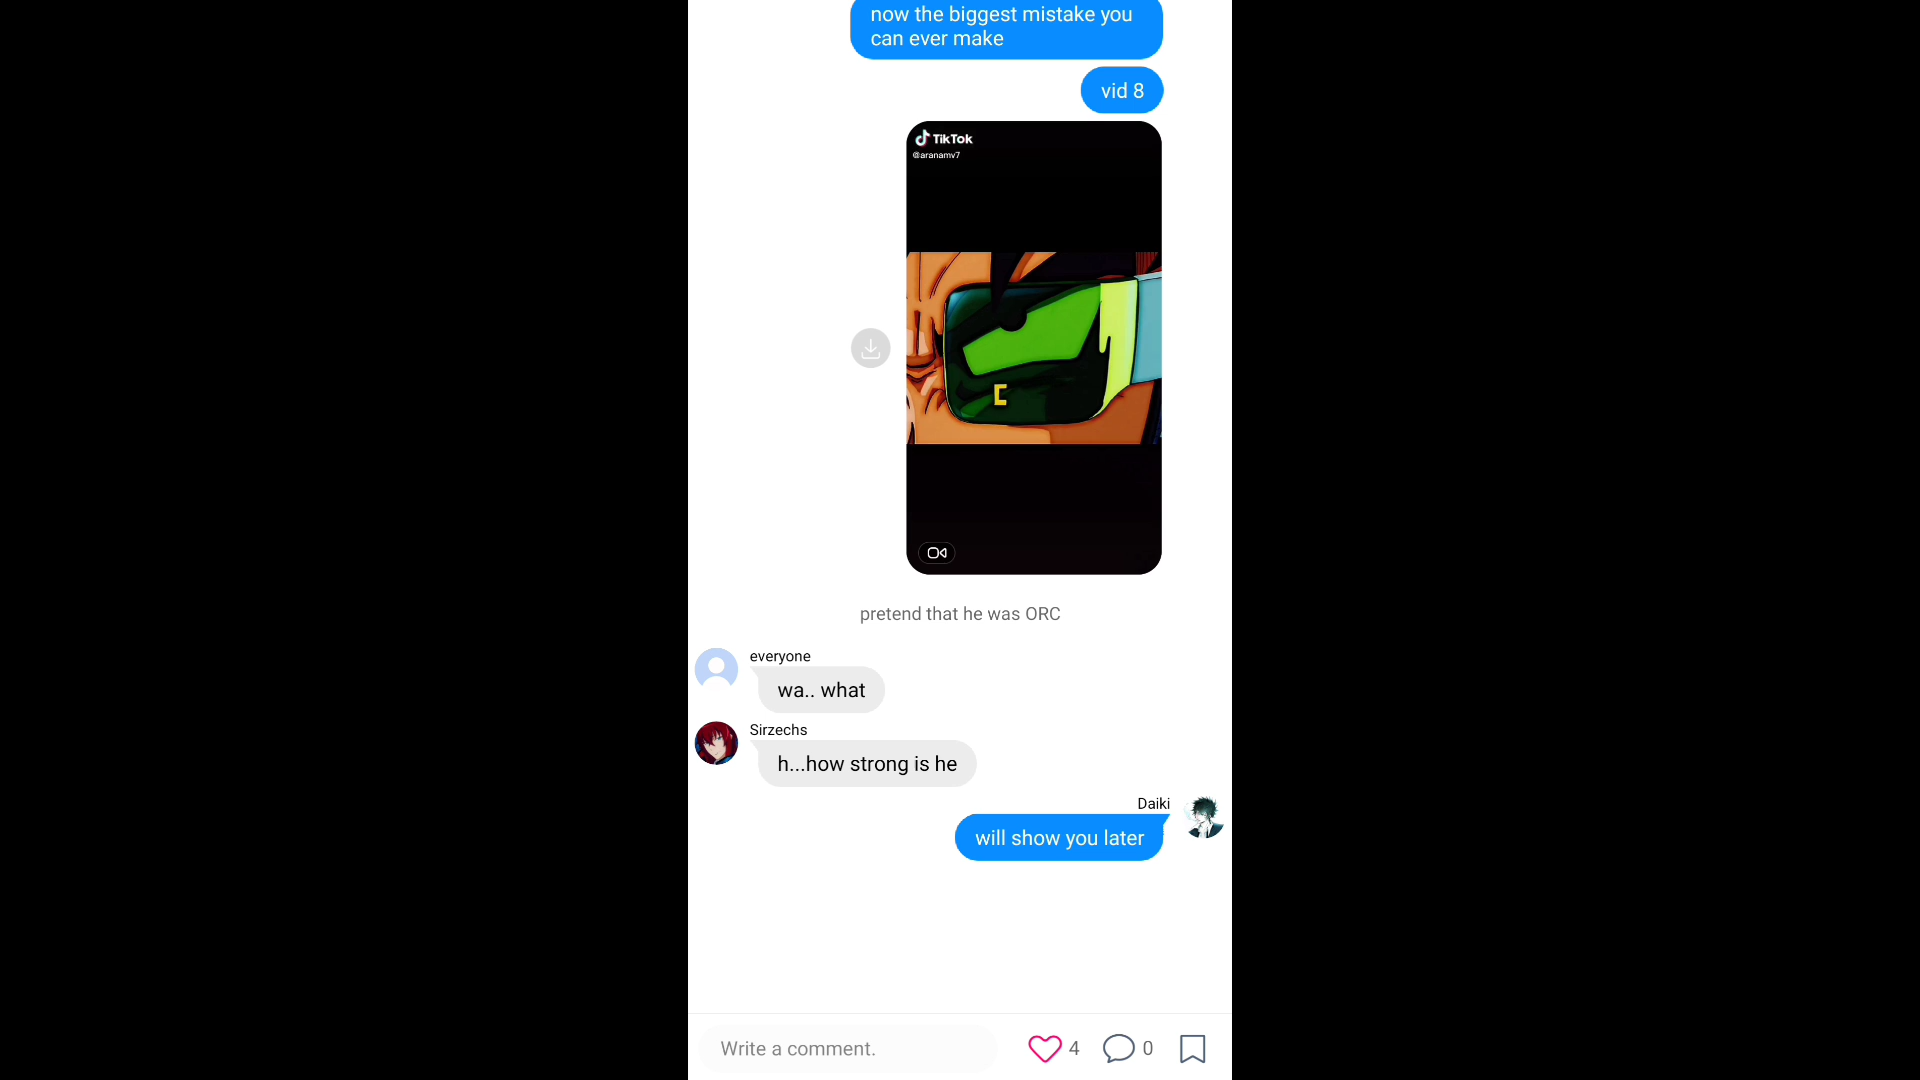 now the biggest mistake you
can ever make
vid 8
TikTok
@aranamv7
pretend that he was ORC
everyone
wa.. what
Sirzechs
h...how strong is he
Daiki
will show you later
Write a comment.
4
0